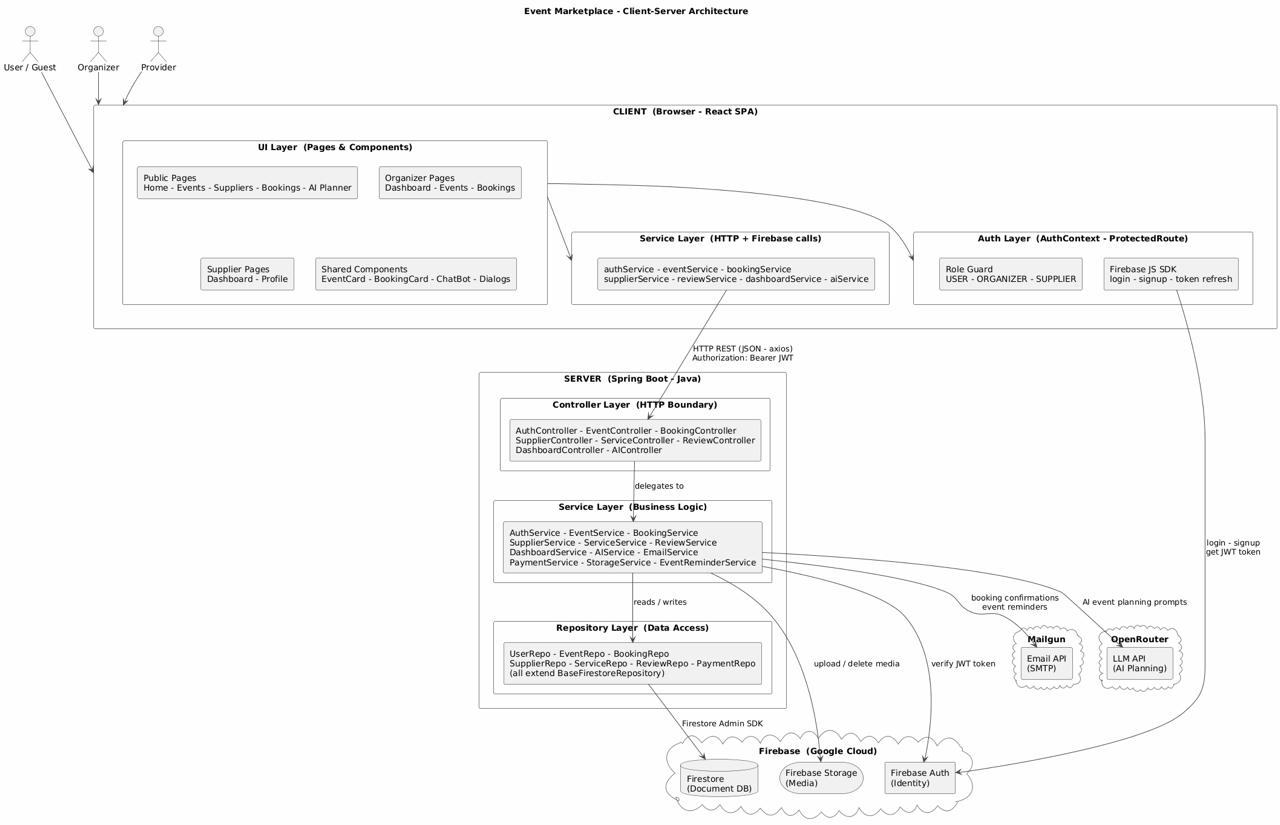 Event Marketplace - Client-Server Architecture
User / Guest
Organizer
Provider
CLIENT  (Browser - React SPA)
UI Layer  (Pages & Components)
Public Pages
Home - Events - Suppliers - Bookings - AI Planner
Organizer Pages
Dashboard - Events - Bookings
Supplier Pages
Dashboard - Profile
Shared Components
EventCard - BookingCard - ChatBot - Dialogs
Service Layer  (HTTP + Firebase calls)
authService - eventService - bookingService
supplierService - reviewService - dashboardService - aiService
Auth Layer  (AuthContext - ProtectedRoute)
Role Guard
USER - ORGANIZER - SUPPLIER
Firebase JS SDK
login - signup - token refresh
HTTP REST (JSON - axios)
Authorization: Bearer JWT
SERVER  (Spring Boot - Java)
Controller Layer  (HTTP Boundary)
AuthController - EventController - BookingController
SupplierController - ServiceController - ReviewController
DashboardController - AIController
delegates to
Service Layer  (Business Logic)
AuthService - EventService - BookingService
SupplierService - ServiceService - ReviewService
DashboardService - AIService - EmailService
PaymentService - StorageService - EventReminderService
login - signup
get JWT token
reads / writes
booking confirmations
event reminders
AI event planning prompts
Repository Layer  (Data Access)
UserRepo - EventRepo - BookingRepo
SupplierRepo - ServiceRepo - ReviewRepo - PaymentRepo
(all extend BaseFirestoreRepository)
Mailgun
Email API
(SMTP)
OpenRouter
LLM API
(AI Planning)
upload / delete media
verify JWT token
Firestore Admin SDK
Firebase  (Google Cloud)
Firestore
(Document DB)
Firebase Storage
(Media)
Firebase Auth
(Identity)